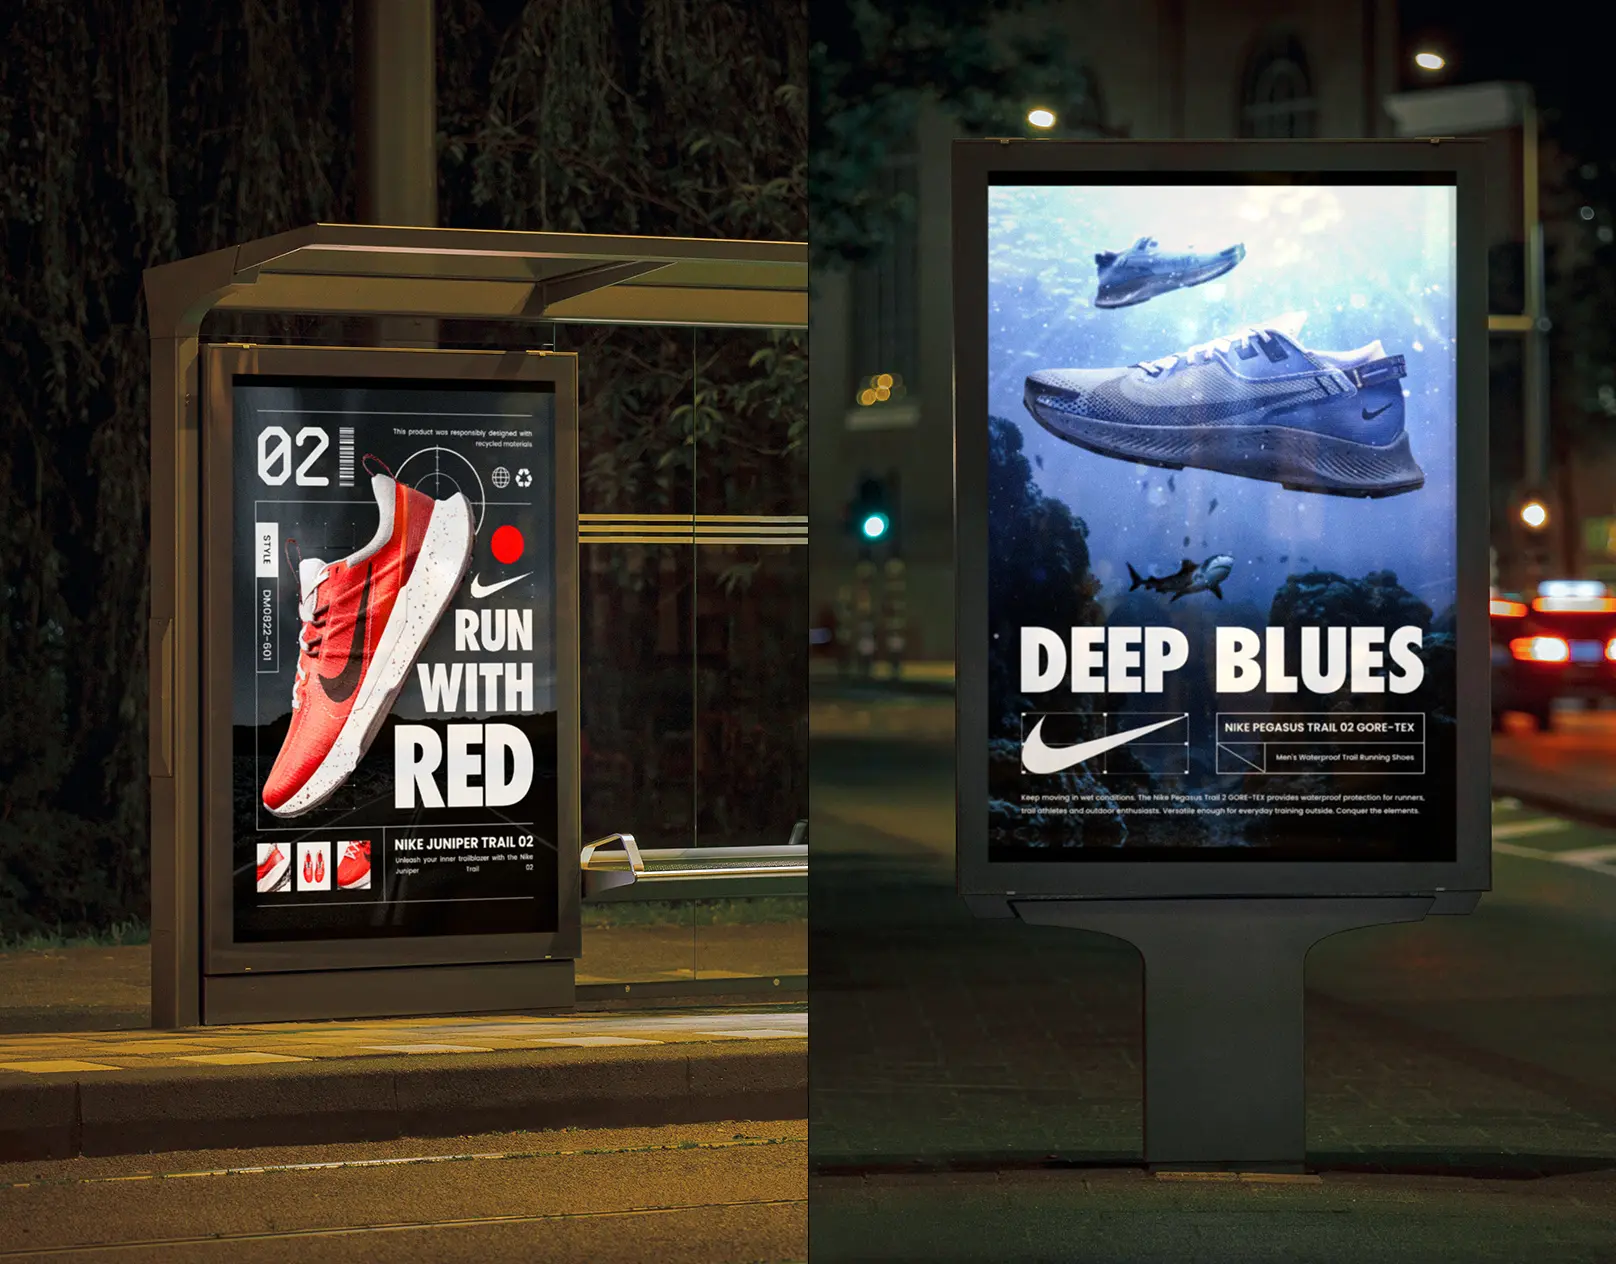 02
This product was responsibly designed with
recycled materials
STYLE
DM0822-601
RUN
WITH
RED
NIKE JUNIPER TRAIL 02
Unleash your inner trailblazer with the Nike
Juniper Trail 02
DEEP BLUES
NIKE PEGASUS TRAIL 02 GORE-TEX
Men's Waterproof Trail Running Shoes
Keep moving in wet conditions. The Nike Pegasus Trail 2 GORE-TEX provides waterproof protection for runners,
trail athletes and outdoor enthusiasts. Versatile enough for everyday training outside. Conquer the elements.